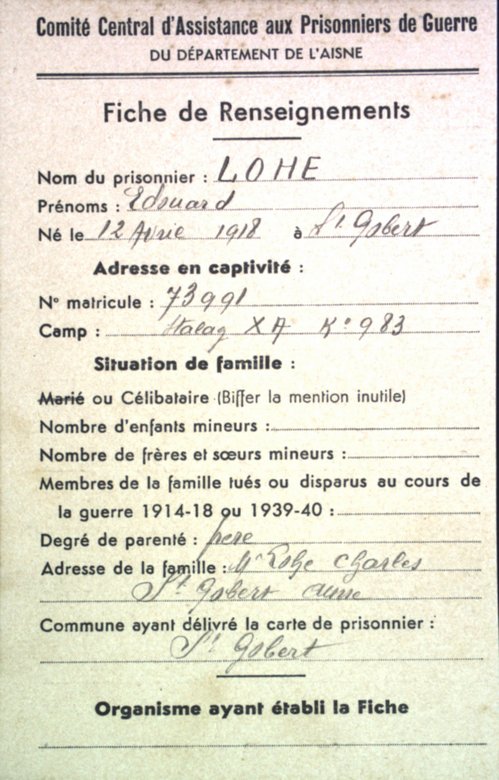 Comité Central d'Assistance aux Prisonniers de Guerre
DU DÉPARTEMENT DE L'AISNE
Fiche de Renseignements
Nom du prisonnier : LOHE
Prénoms : Edouard
Né le 12 Avril 1918 à St. Gobert
Adresse en captivité :
N° matricule : 73991
Camp : Stalag XA K° 983
Situation de famille :
Marié ou Célibataire (Biffer la mention inutile)
Nombre d'enfants mineurs :
Nombre de frères et sœurs mineurs :
Membres de la famille tués ou disparus au cours de
la guerre 1914-18 ou 1939-40 :
Degré de parenté : pere
Adresse de la famille : Mr Lohe Charles
St Gobert Aisne
Commune ayant délivré la carte de prisonnier :
St Gobert
Organisme ayant établi la Fiche